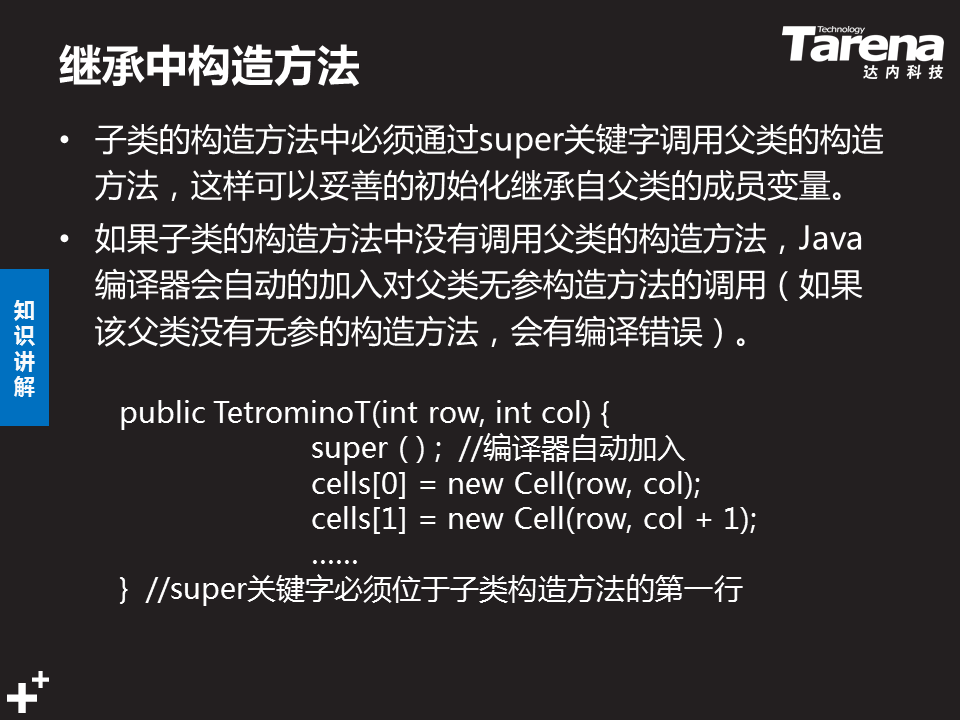 继承中构造方法
Technology
Tarena
达内科技
• 子类的构造方法中必须通过super关键字调用父类的构造
方法，这样可以妥善的初始化继承自父类的成员变量。
• 如果子类的构造方法中没有调用父类的构造方法，Java
编译器会自动的加入对父类无参构造方法的调用（如果
该父类没有无参的构造方法，会有编译错误）。
知
识
讲
解
public TetrominoT(int row, int col) {
super ( ) ; //编译器自动加入
cells[0] = new Cell(row, col);
cells[1] = new Cell(row, col + 1);
……
} //super关键字必须位于子类构造方法的第一行